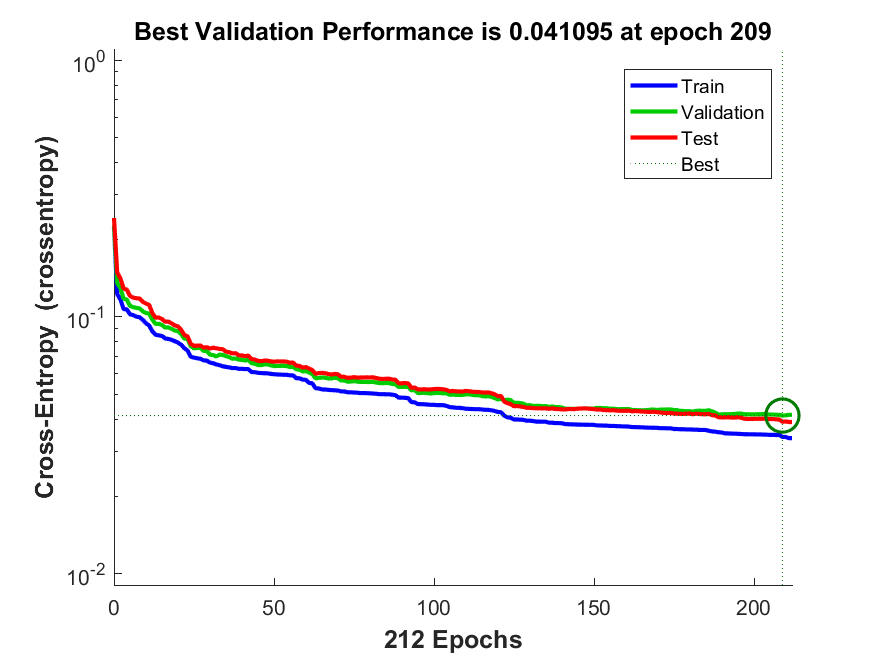 Best Validation Performance is 0.041095 at epoch 209
10^0
Train
Validation
Test
Best
Cross-Entropy (crossentropy)
10^-1
10^-2
0 50 100 150 200
212 Epochs